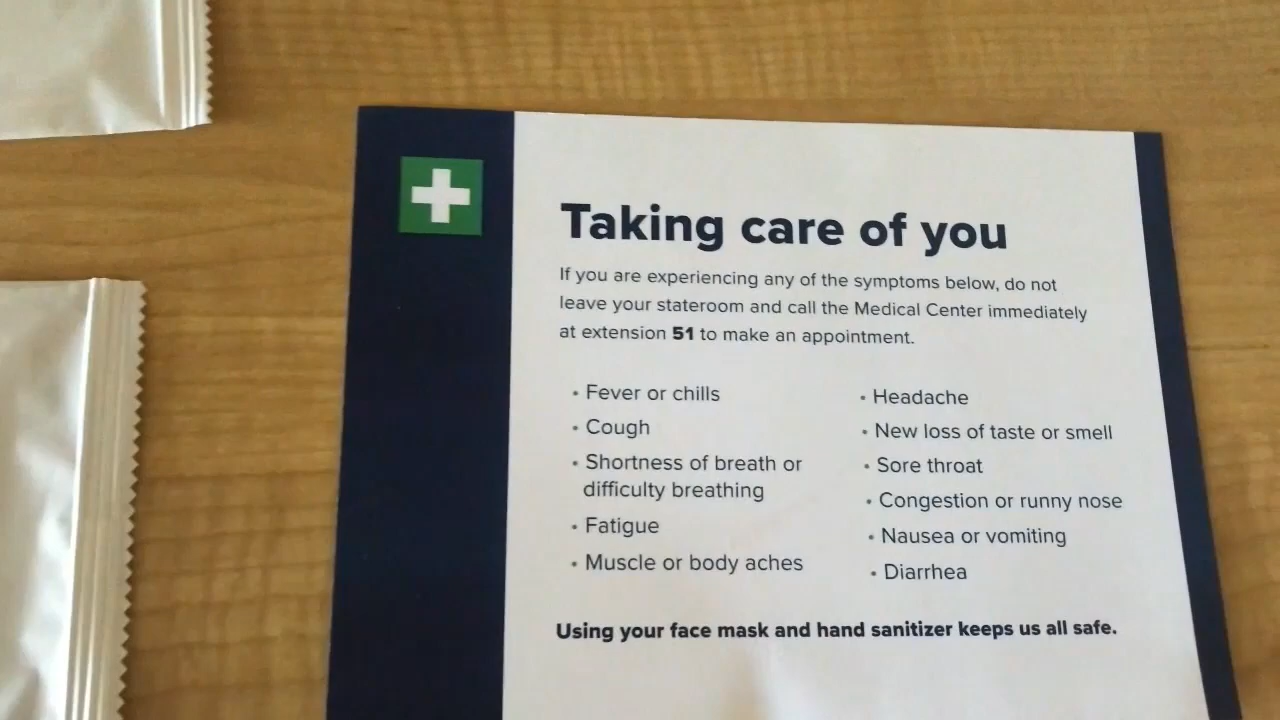 Taking care of you
If you are experiencing any of the symptoms below, do not
leave your stateroom and call the Medical Center immediately
at extension 51 to make an appointment.
• Fever or chills
• Cough
• Shortness of breath or
difficulty breathing
• Fatigue
• Muscle or body aches
• Headache
• New loss of taste or smell
• Sore throat
• Congestion or runny nose
• Nausea or vomiting
• Diarrhea
Using your face mask and hand sanitizer keeps us all safe.